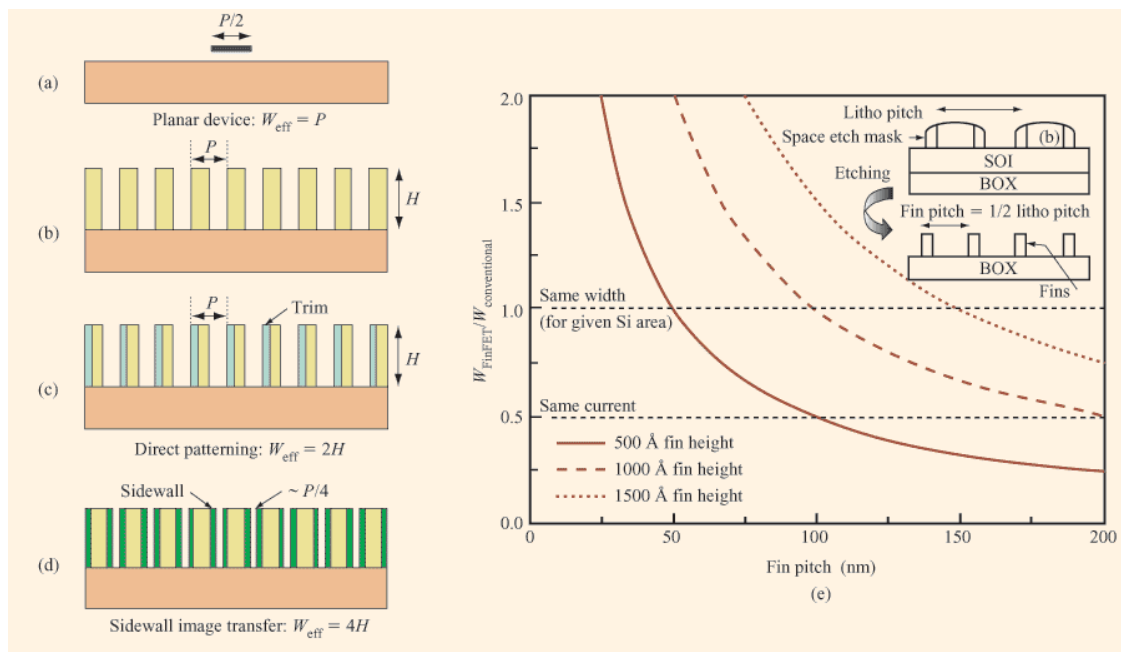 P/2
(a)
Planar device: W_eff = P
P
H
(b)
P
Trim
H
(c)
Direct patterning: W_eff = 2H
Sidewall
~ P/4
(d)
Sidewall image transfer: W_eff = 4H
2.0
1.5
1.0
0.5
0.0
W_FinFET/W_conventional
Litho pitch
Space etch mask
(b)
SOI
BOX
Etching
Fin pitch = 1/2 litho pitch
BOX
Fins
Same width
(for given Si area)
Same current
500 Å fin height
1000 Å fin height
1500 Å fin height
0
50
100
150
200
Fin pitch (nm)
(e)